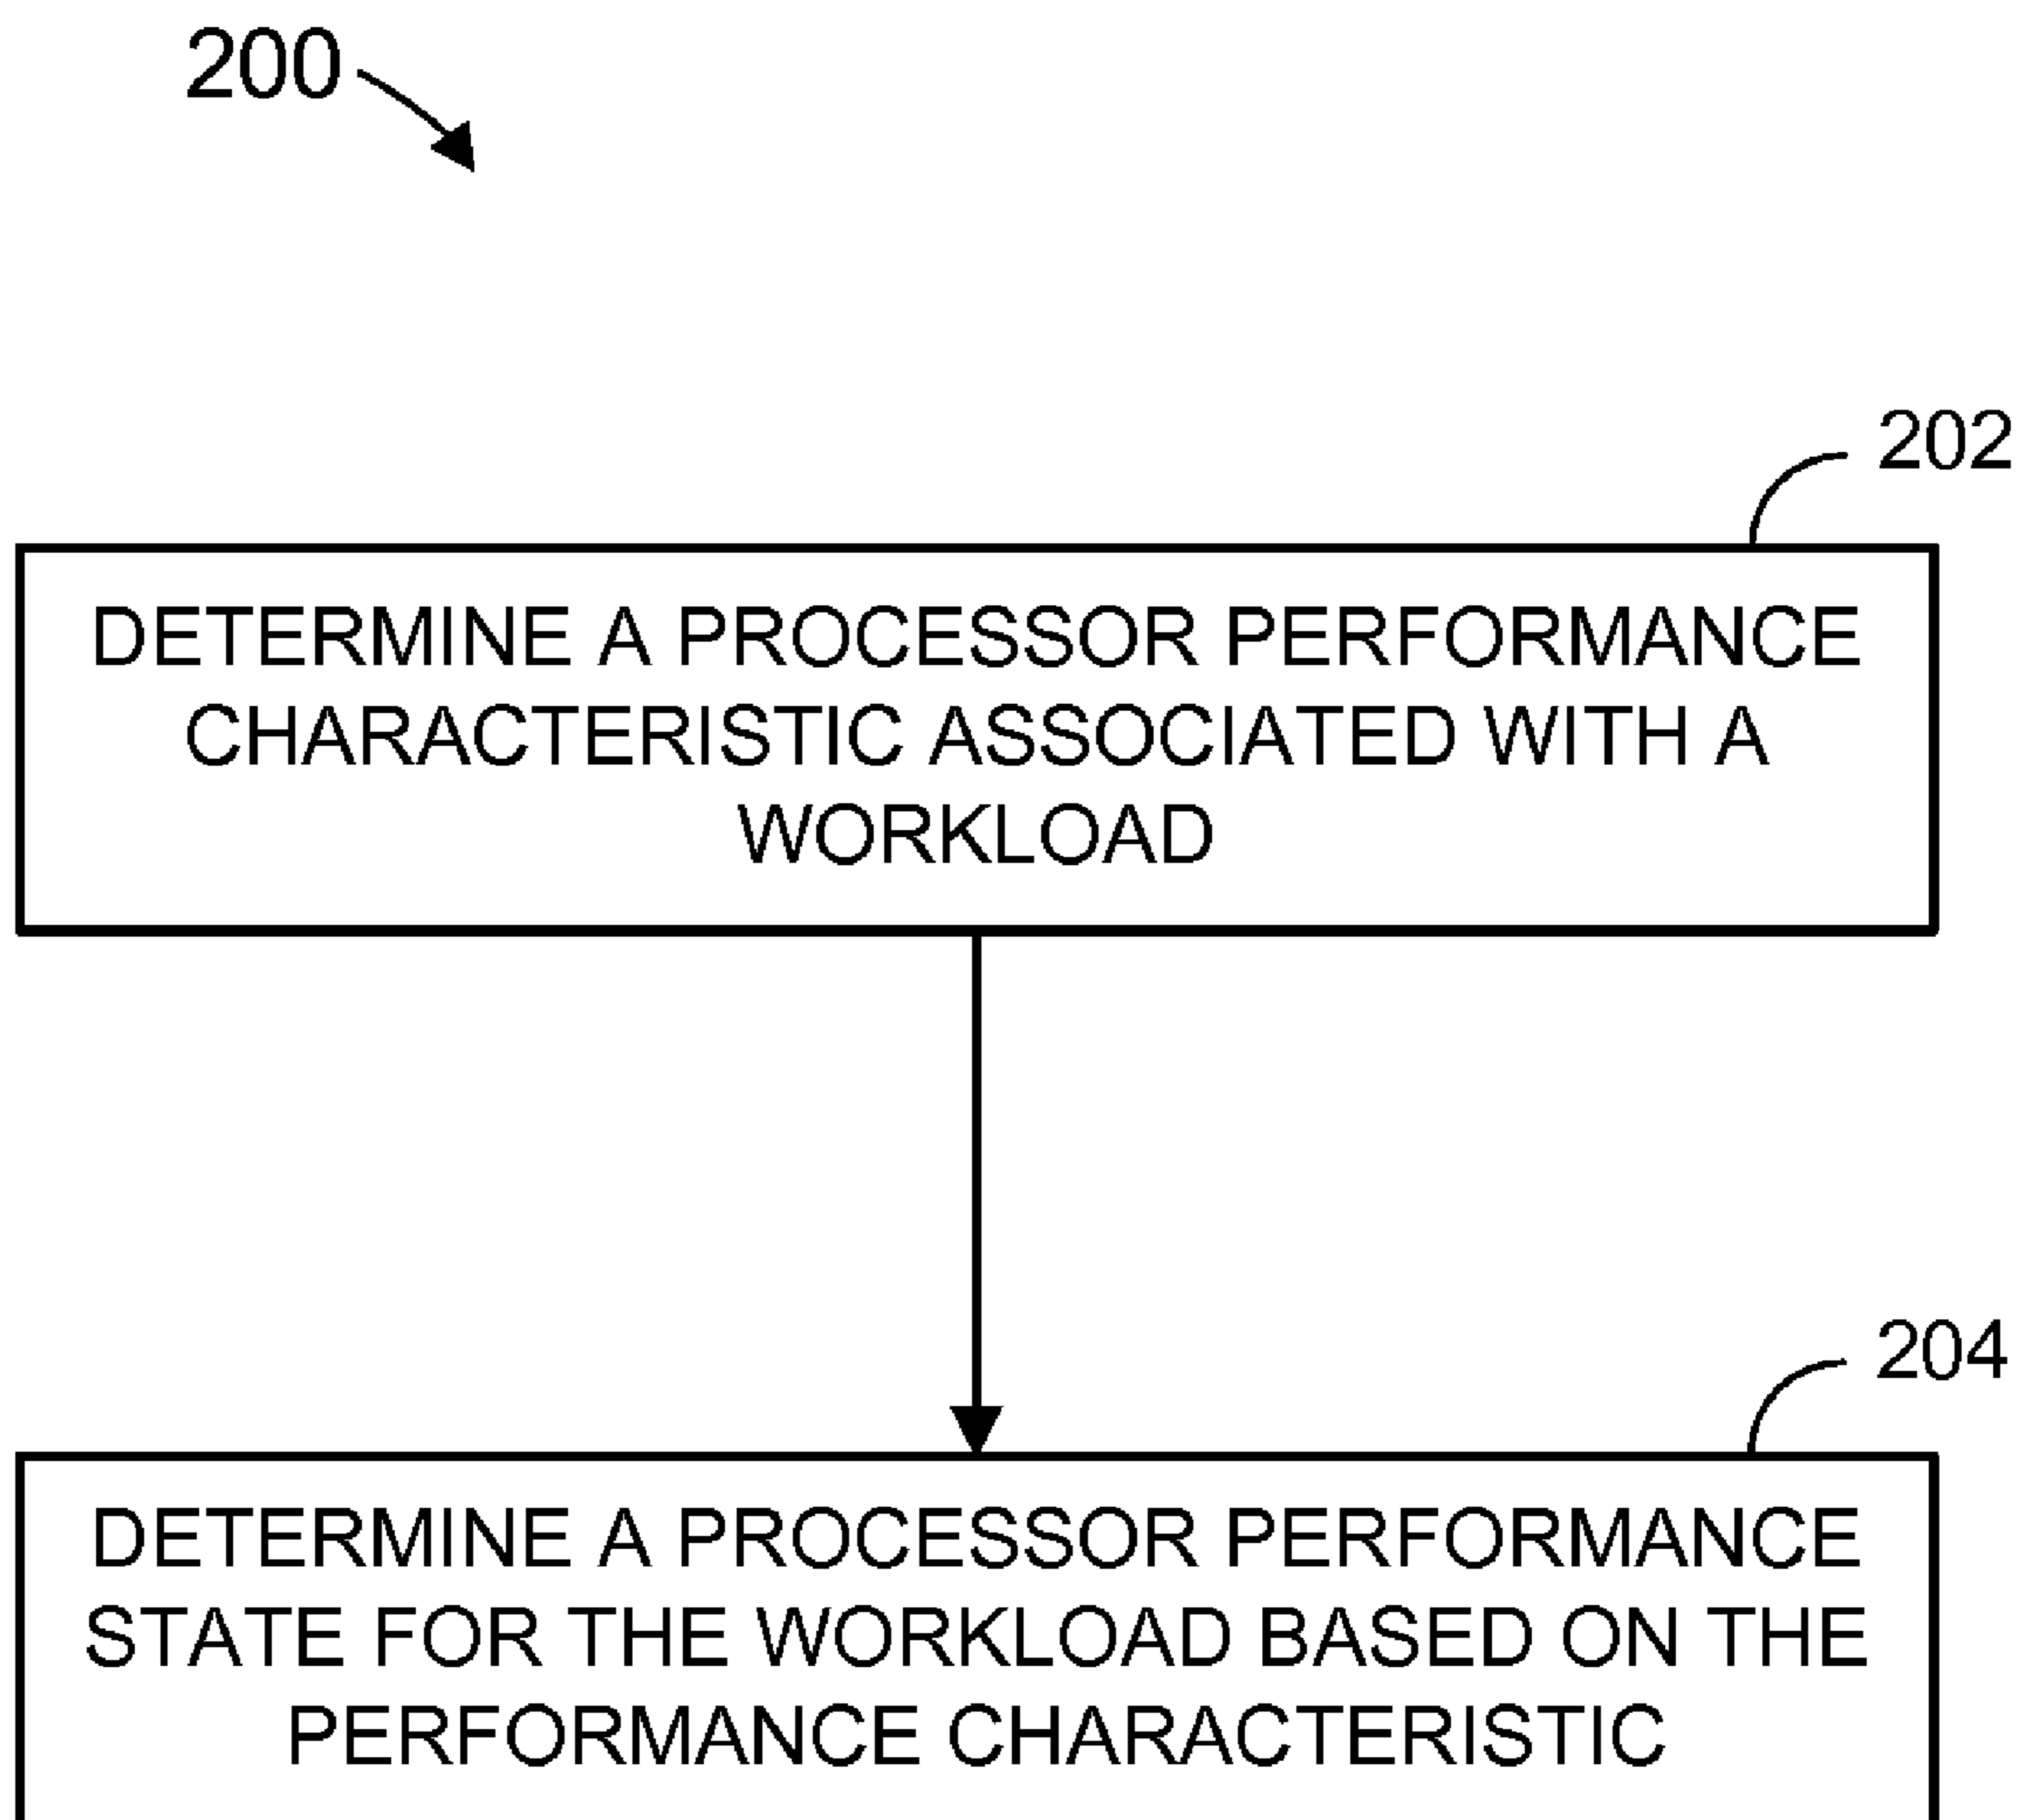 200
202
DETERMINE A PROCESSOR PERFORMANCE
CHARACTERISTIC ASSOCIATED WITH A
WORKLOAD
204
DETERMINE A PROCESSOR PERFORMANCE
STATE FOR THE WORKLOAD BASED ON THE
PERFORMANCE CHARACTERISTIC